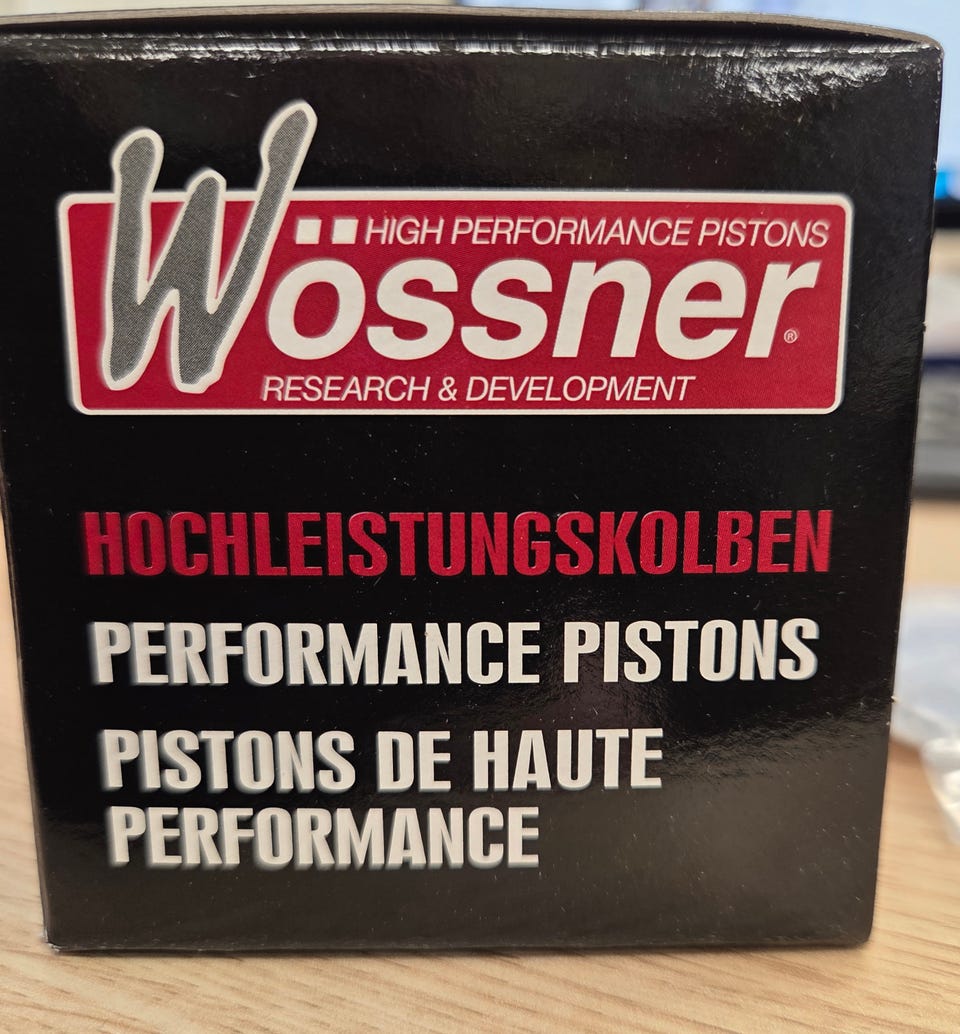 HIGH PERFORMANCE PISTONS
Wössner®
RESEARCH & DEVELOPMENT
HOCHLEISTUNGSKOLBEN
PERFORMANCE PISTONS
PISTONS DE HAUTE
PERFORMANCE